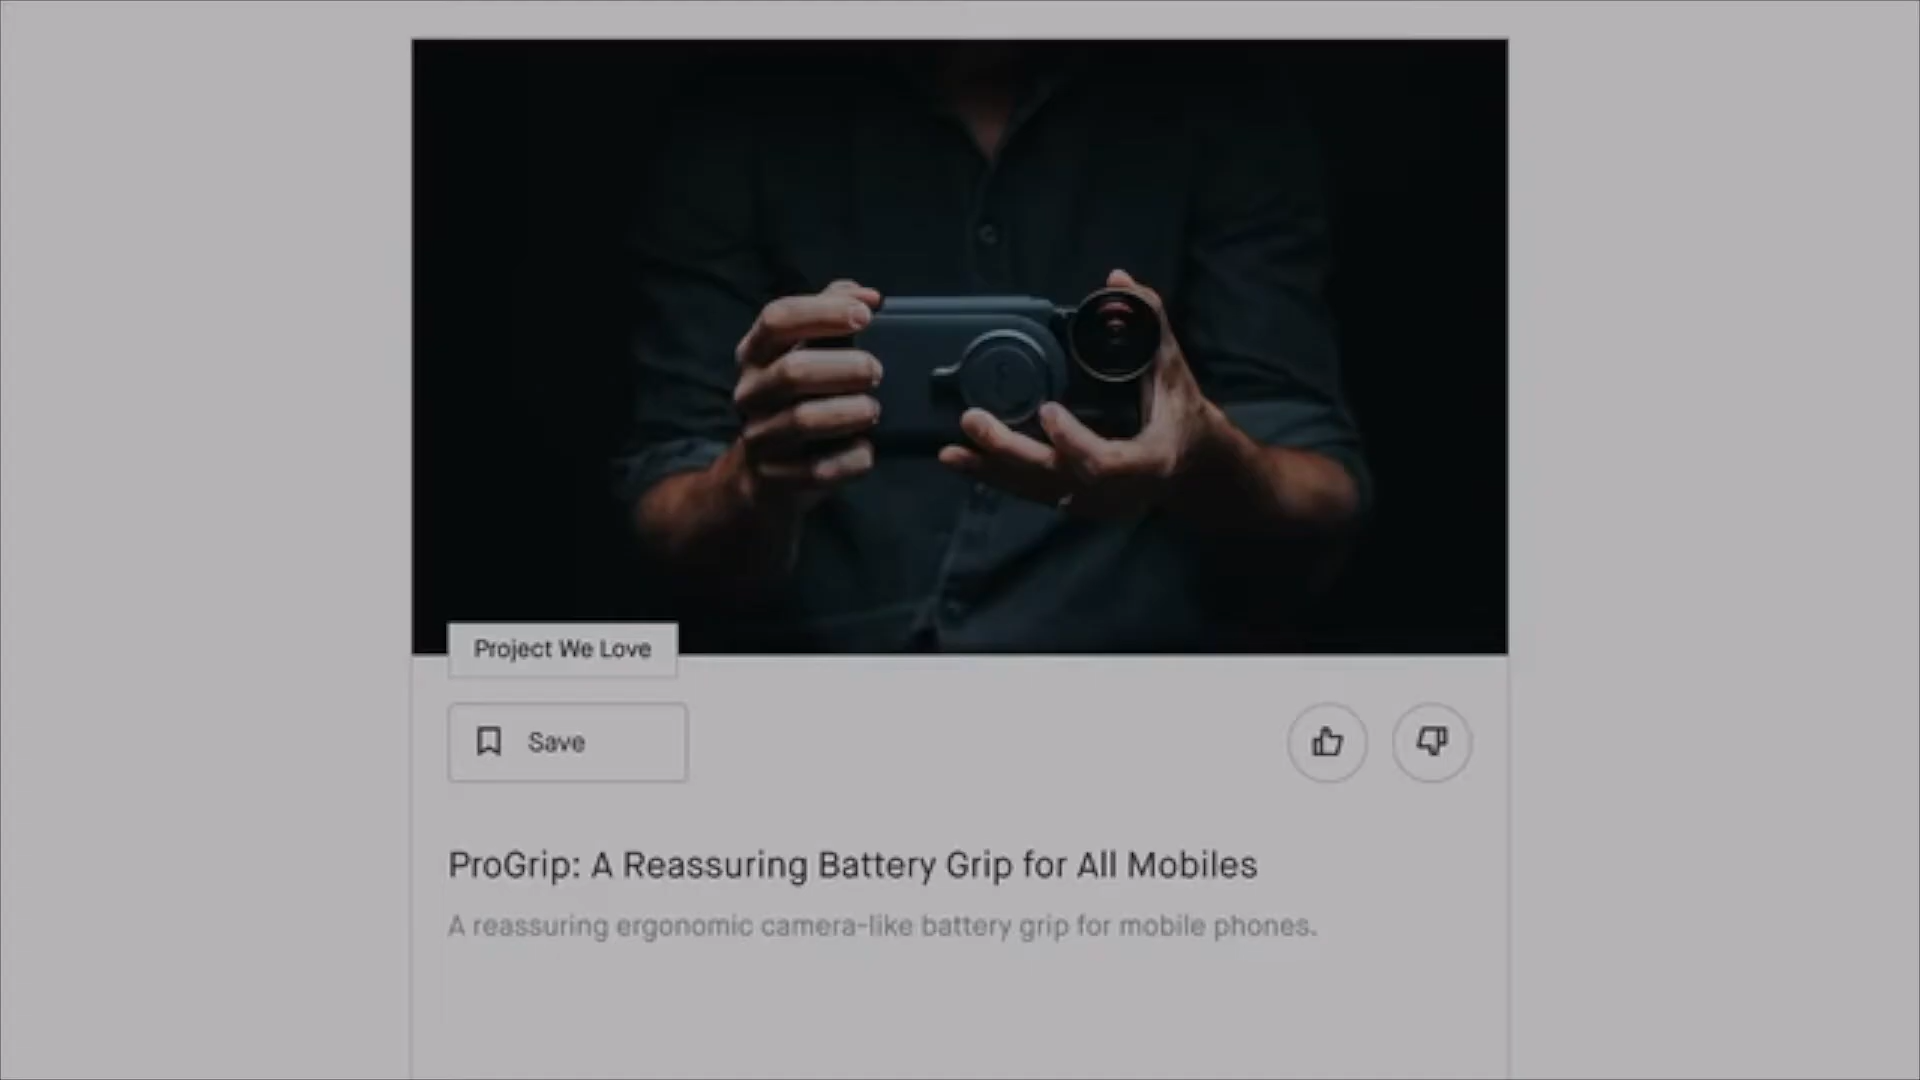 Project We Love
Save
ProGrip: A Reassuring Battery Grip for All Mobiles
A reassuring ergonomic camera-like battery grip for mobile phones.